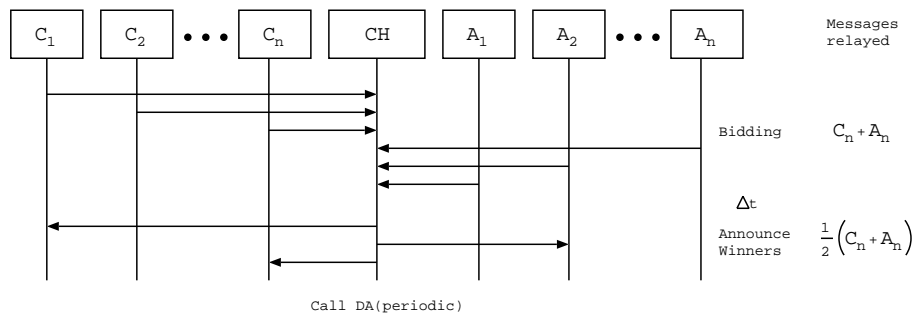 C₁ C₂ ••• Cₙ CH A₁ A₂ ••• Aₙ Messages
relayed
Bidding Cₙ + Aₙ
Δt
Announce
Winners 1/2 (Cₙ + Aₙ)
Call DA(periodic)